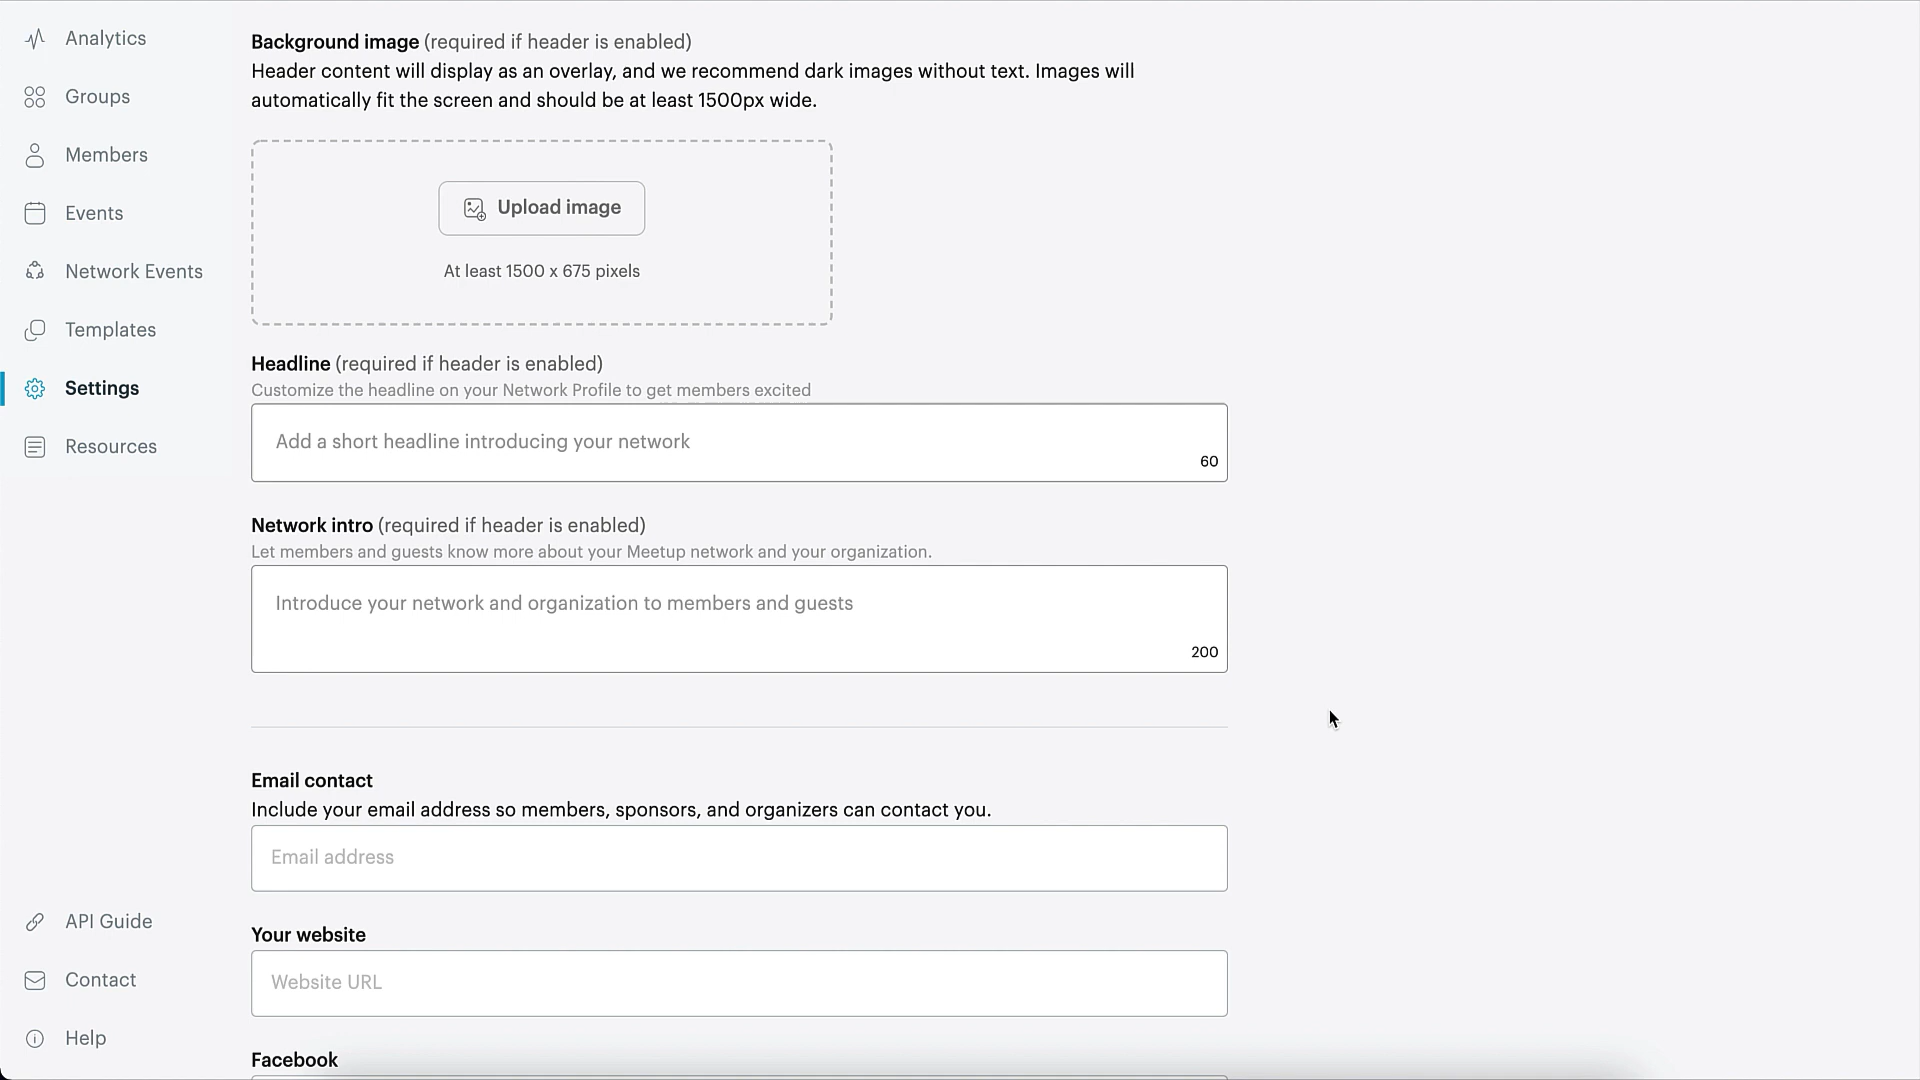 Analytics
Groups
Members
Events
Network Events
Templates
Settings
Resources
API Guide
Contact
Help
Background image (required if header is enabled)
Header content will display as an overlay, and we recommend dark images without text. Images will
automatically fit the screen and should be at least 1500px wide.
Upload image
At least 1500 x 675 pixels
Headline (required if header is enabled)
Customize the headline on your Network Profile to get members excited
Add a short headline introducing your network
60
Network intro (required if header is enabled)
Let members and guests know more about your Meetup network and your organization.
Introduce your network and organization to members and guests
200
Email contact
Include your email address so members, sponsors, and organizers can contact you.
Email address
Your website
Website URL
Facebook